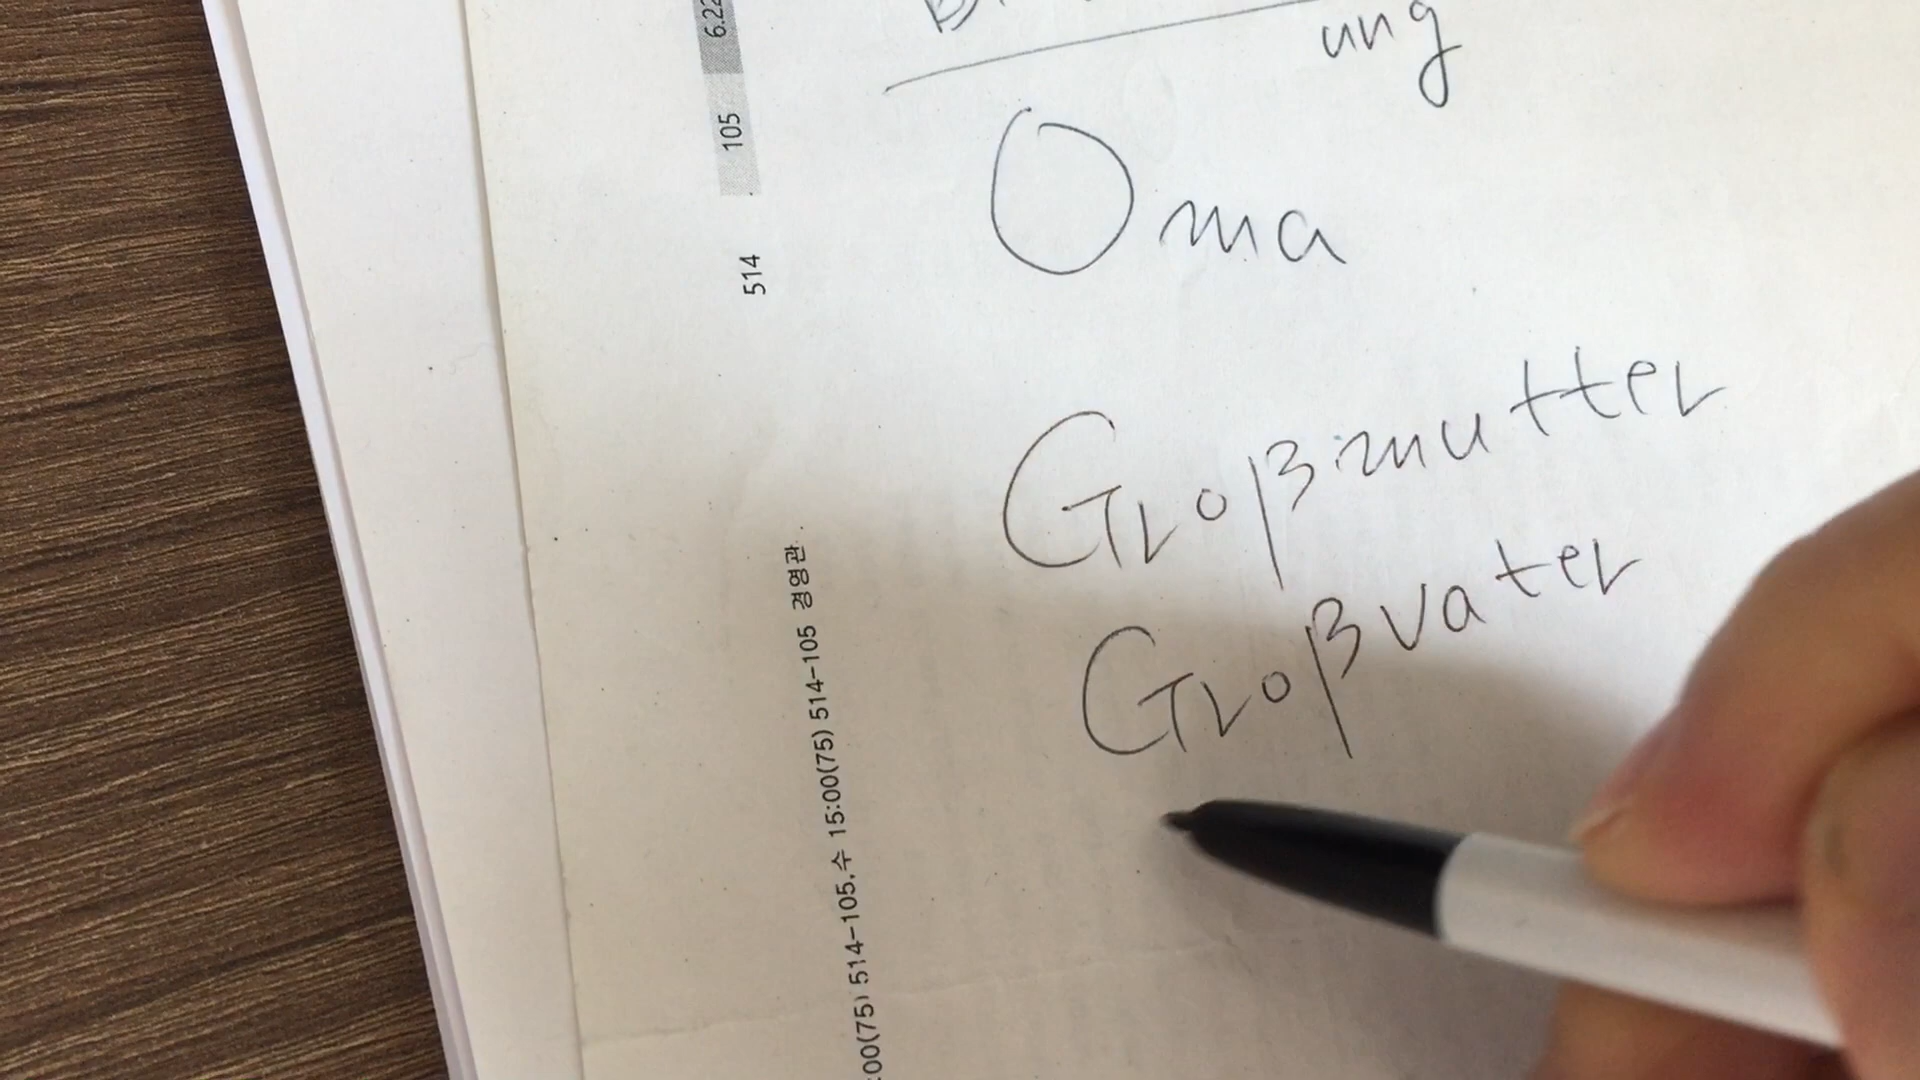 ung
Oma
Großmutter
Großvater
6.22
105
514
:00(75) 514-105,수 15:00(75) 514-105 경영관